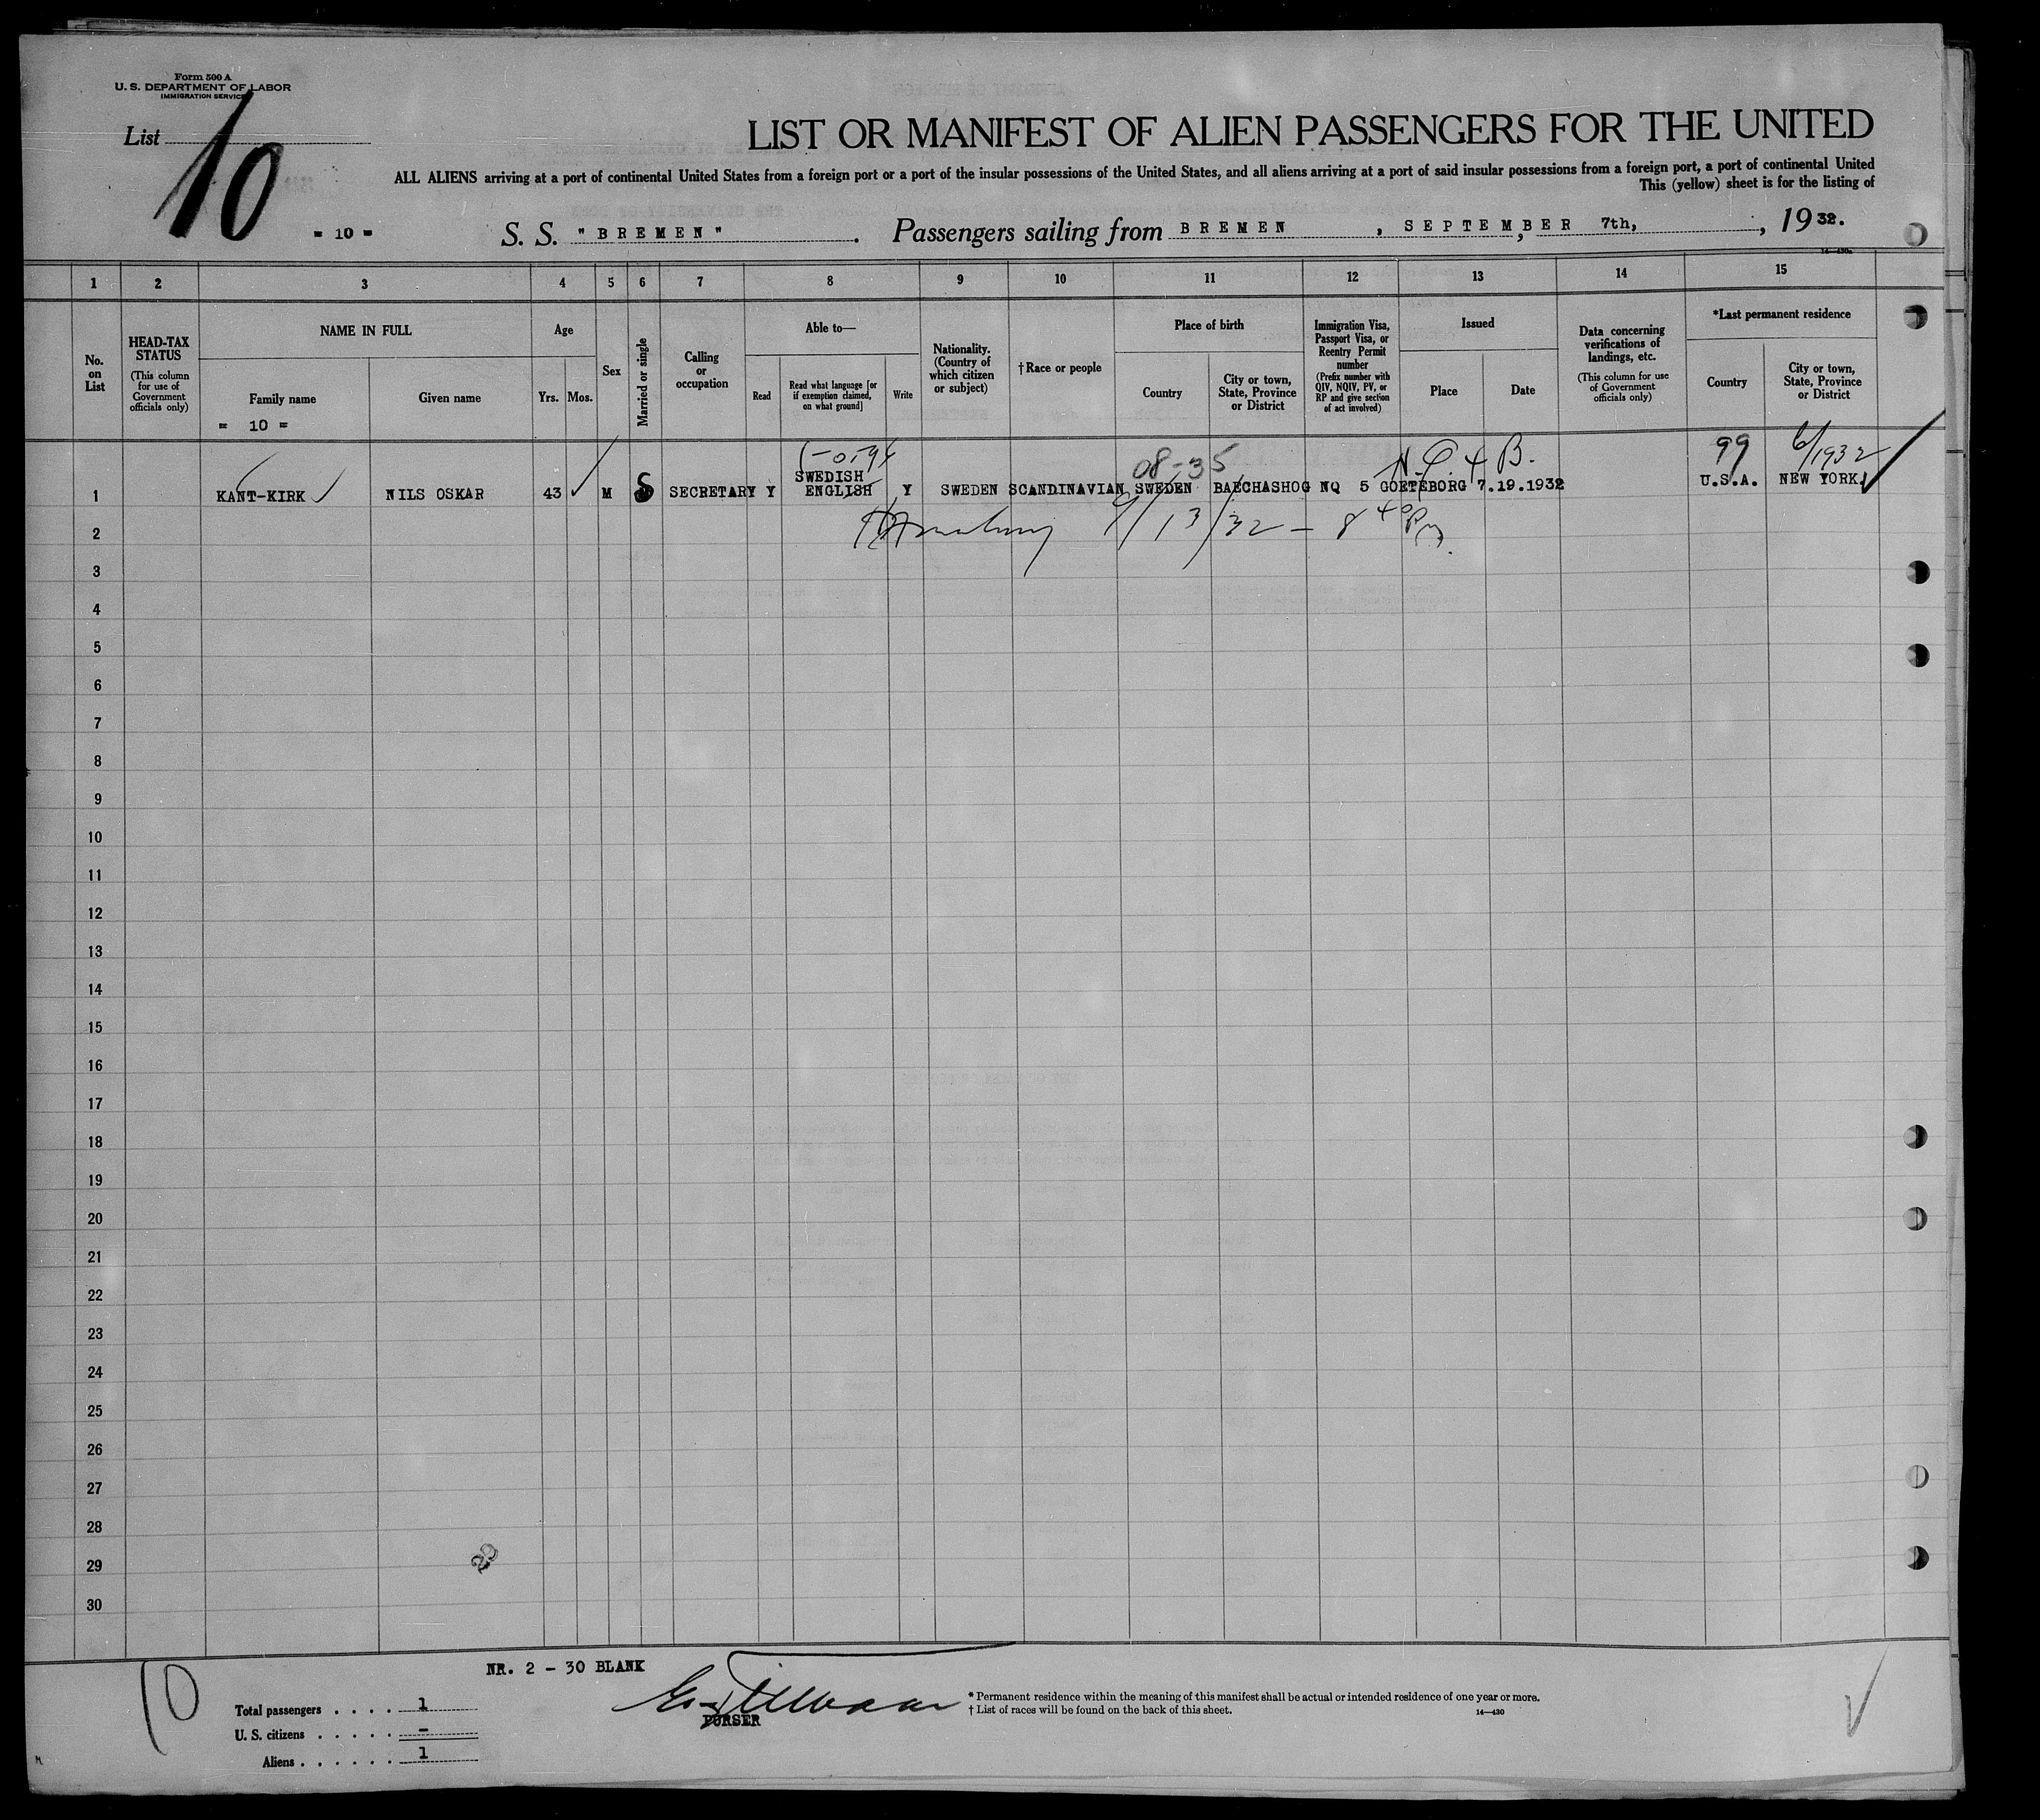 Form 500 A
U. S. DEPARTMENT OF LABOR
IMMIGRATION SERVICE
List
10
LIST OR MANIFEST OF ALIEN PASSENGERS FOR THE UNITED
ALL ALIENS arriving at a port of continental United States from a foreign port or a port of the insular possessions of the United States, and all aliens arriving at a port of said insular possessions from a foreign port, a port of continental United
This (yellow) sheet is for the listing of
= 10 = S. S. "BREMEN". Passengers sailing from BREMEN, SEPTEMBER 7th, , 1932.
1 2 3 4 5 6 7 8 9 10 11 12 13 14 15
No. on List
HEAD-TAX STATUS
(This column for use of Government officials only)
NAME IN FULL
Family name
Given name
= 10 =
Age
Yrs. Mos.
Sex
Married or single
Calling or occupation
Able to—
Read
Read what language [or if exemption claimed, on what ground]
Write
Nationality. (Country of which citizen or subject)
†Race or people
Place of birth
Country
City or town, State, Province or District
Immigration Visa, Passport Visa, or Reentry Permit number
(Prefix number with QIV, NQIV, PV, or RP and give section of act involved)
Issued
Place
Date
Data concerning verifications of landings, etc.
(This column for use of Government officials only)
*Last permanent residence
Country
City or town, State, Province or District
08-35
99 6/1932
SWEDISH
1 KANT-KIRK NILS OSKAR 43 M S SECRETARY Y ENGLISH Y SWEDEN SCANDINAVIAN SWEDEN BAECHASHOG NQ 5 GOETEBORG 7.19.1932 U.S.A. NEW YORK
2 9/13/32 — 8 40 PM
3
4
5
6
7
8
9
10
11
12
13
14
15
16
17
18
19
20
21
22
23
24
25
26
27
28
29
30
20
NR. 2 - 30 BLANK
10
Total passengers . . . . 1
U. S. citizens . . . . . -
Aliens . . . . . . 1
PURSER
* Permanent residence within the meaning of this manifest shall be actual or intended residence of one year or more.
† List of races will be found on the back of this sheet.
14—430